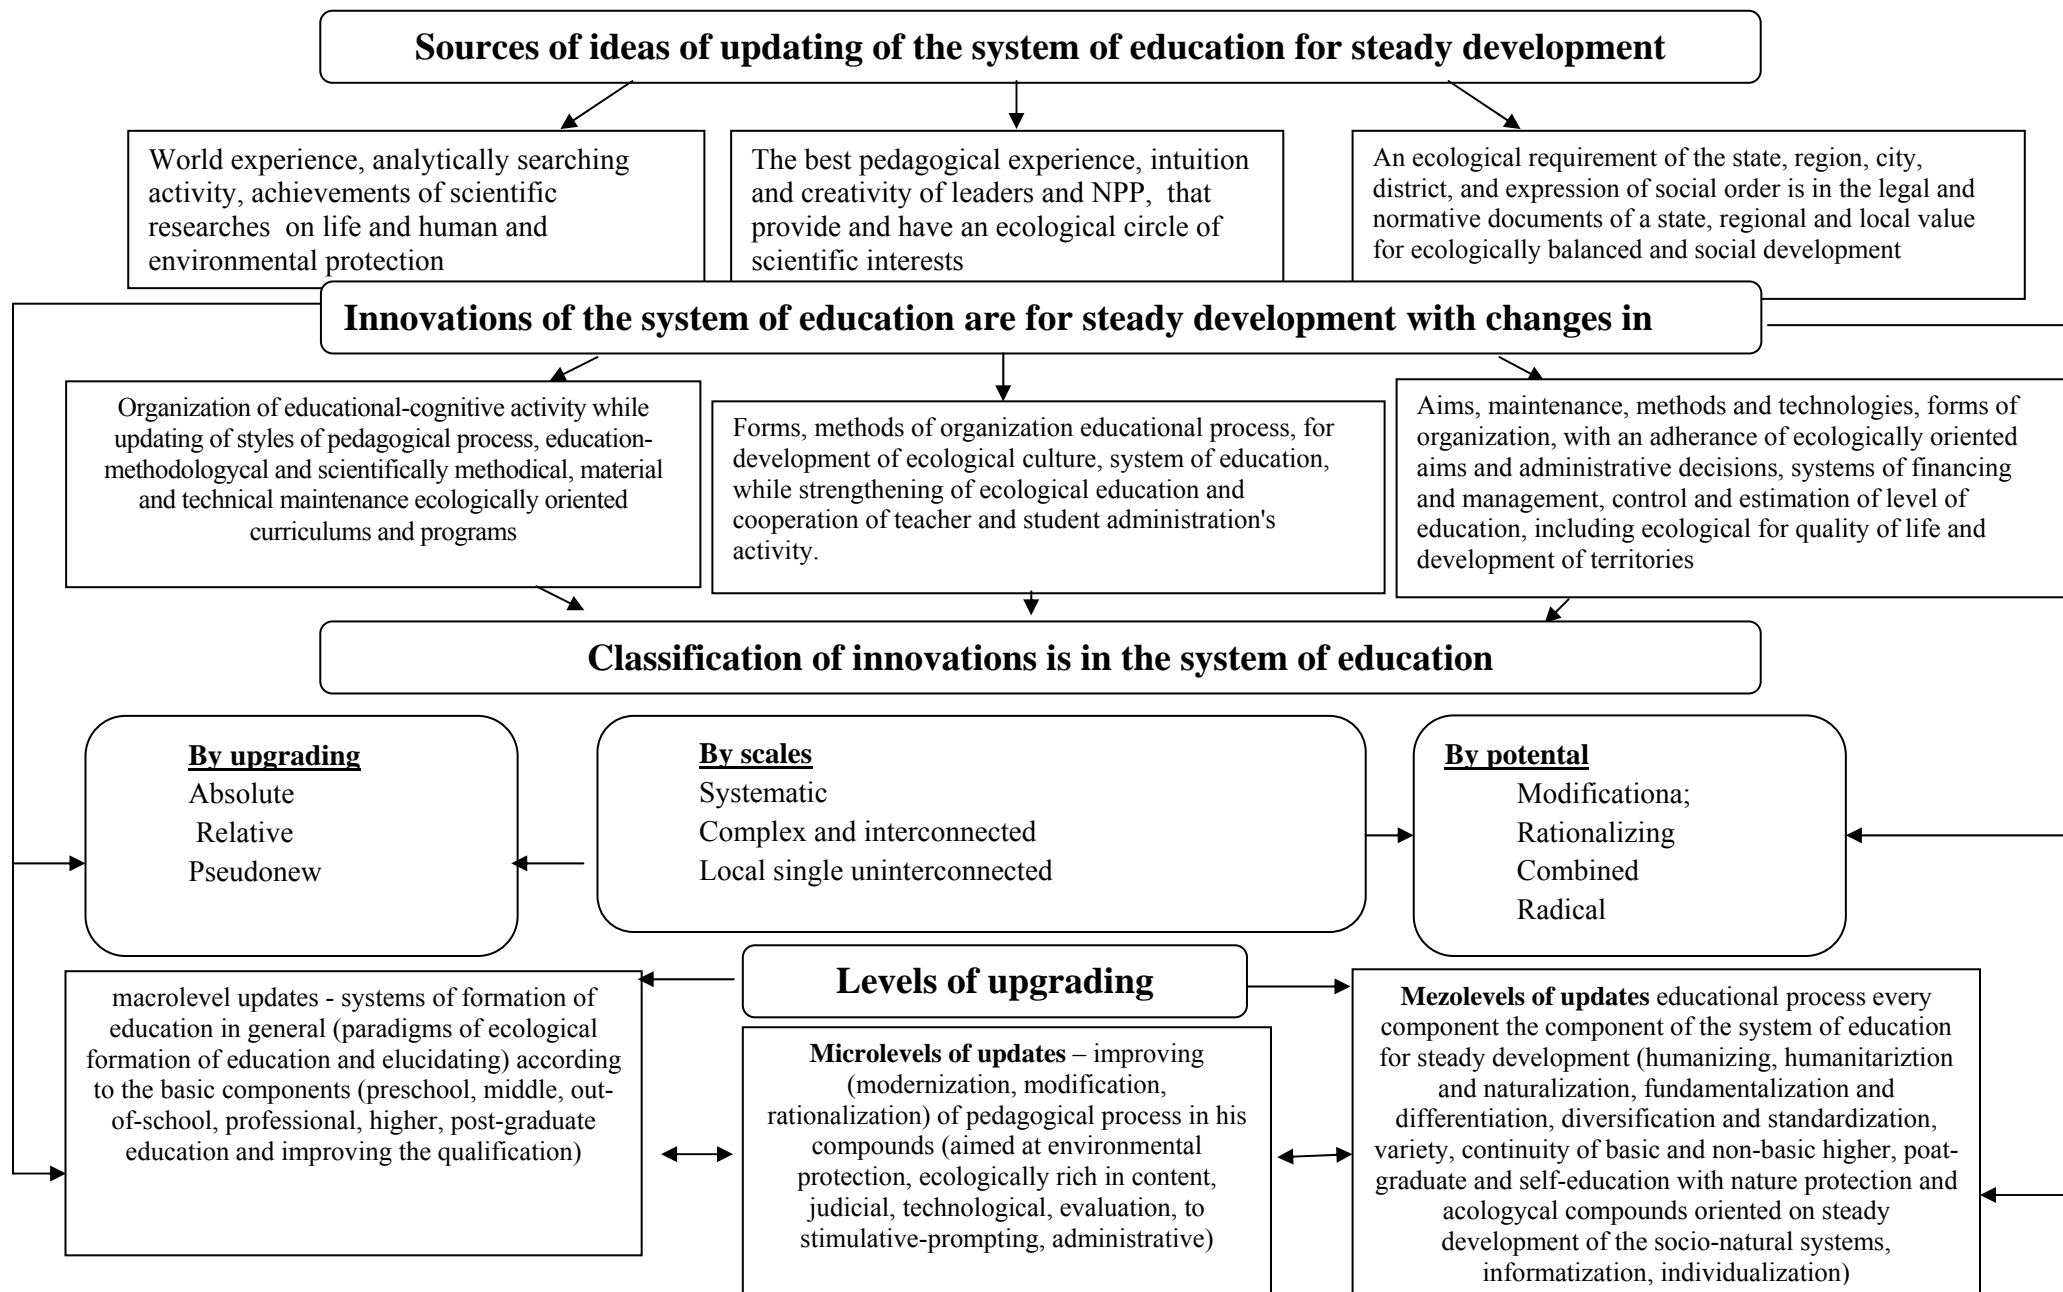 Sources of ideas of updating of the system of education for steady development
World experience, analytically searching
activity, achievements of scientific
researches on life and human and
environmental protection
The best pedagogical experience, intuition
and creativity of leaders and NPP, that
provide and have an ecological circle of
scientific interests
An ecological requirement of the state, region, city,
district, and expression of social order is in the legal and
normative documents of a state, regional and local value
for ecologically balanced and social development
Innovations of the system of education are for steady development with changes in
Organization of educational-cognitive activity while
updating of styles of pedagogical process, education-
methodologycal and scientifically methodical, material
and technical maintenance ecologically oriented
curriculums and programs
Forms, methods of organization educational process, for
development of ecological culture, system of education,
while strengthening of ecological education and
cooperation of teacher and student administration's
activity.
Aims, maintenance, methods and technologies, forms of
organization, with an adherance of ecologically oriented
aims and administrative decisions, systems of financing
and management, control and estimation of level of
education, including ecological for quality of life and
development of territories
Classification of innovations is in the system of education
By upgrading
Absolute
Relative
Pseudonew
By scales
Systematic
Complex and interconnected
Local single uninterconnected
By potental
Modificationa;
Rationalizing
Combined
Radical
Levels of upgrading
macrolevel updates - systems of formation of
education in general (paradigms of ecological
formation of education and elucidating) according
to the basic components (preschool, middle, out-
of-school, professional, higher, post-graduate
education and improving the qualification)
Microlevels of updates – improving
(modernization, modification,
rationalization) of pedagogical process in his
compounds (aimed at environmental
protection, ecologically rich in content,
judicial, technological, evaluation, to
stimulative-prompting, administrative)
Mezolevels of updates educational process every
component the component of the system of education
for steady development (humanizing, humanitariztion
and naturalization, fundamentalization and
differentiation, diversification and standardization,
variety, continuity of basic and non-basic higher, poat-
graduate and self-education with nature protection and
acologycal compounds oriented on steady
development of the socio-natural systems,
informatization, individualization)